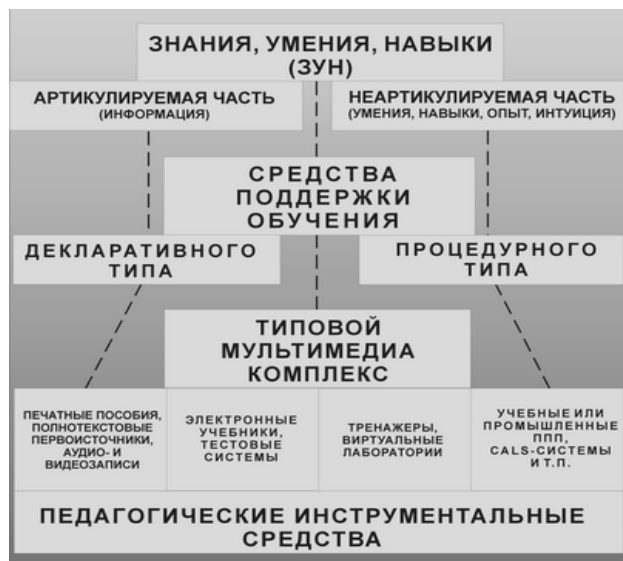 ЗНАНИЯ, УМЕНИЯ, НАВЫКИ
(ЗУН)
АРТИКУЛИРУЕМАЯ ЧАСТЬ
(ИНФОРМАЦИЯ)
НЕАРТИКУЛИРУЕМАЯ ЧАСТЬ
(УМЕНИЯ, НАВЫКИ, ОПЫТ, ИНТУИЦИЯ)
СРЕДСТВА
ПОДДЕРЖКИ
ОБУЧЕНИЯ
ДЕКЛАРАТИВНОГО
ТИПА
ПРОЦЕДУРНОГО
ТИПА
ТИПОВОЙ
МУЛЬТИМЕДИА
КОМПЛЕКС
ПЕЧАТНЫЕ ПОСОБИЯ,
ПОЛНОТЕКСТОВЫЕ
ПЕРВОИСТОЧНИКИ,
АУДИО- И
ВИДЕОЗАПИСИ
ЭЛЕКТРОННЫЕ
УЧЕБНИКИ,
ТЕСТОВЫЕ
СИСТЕМЫ
ТРЕНАЖЕРЫ,
ВИРТУАЛЬНЫЕ
ЛАБОРАТОРИИ
УЧЕБНЫЕ ИЛИ
ПРОМЫШЛЕННЫЕ
ППП,
CALS-СИСТЕМЫ
И Т.П.
ПЕДАГОГИЧЕСКИЕ ИНСТРУМЕНТАЛЬНЫЕ
СРЕДСТВА